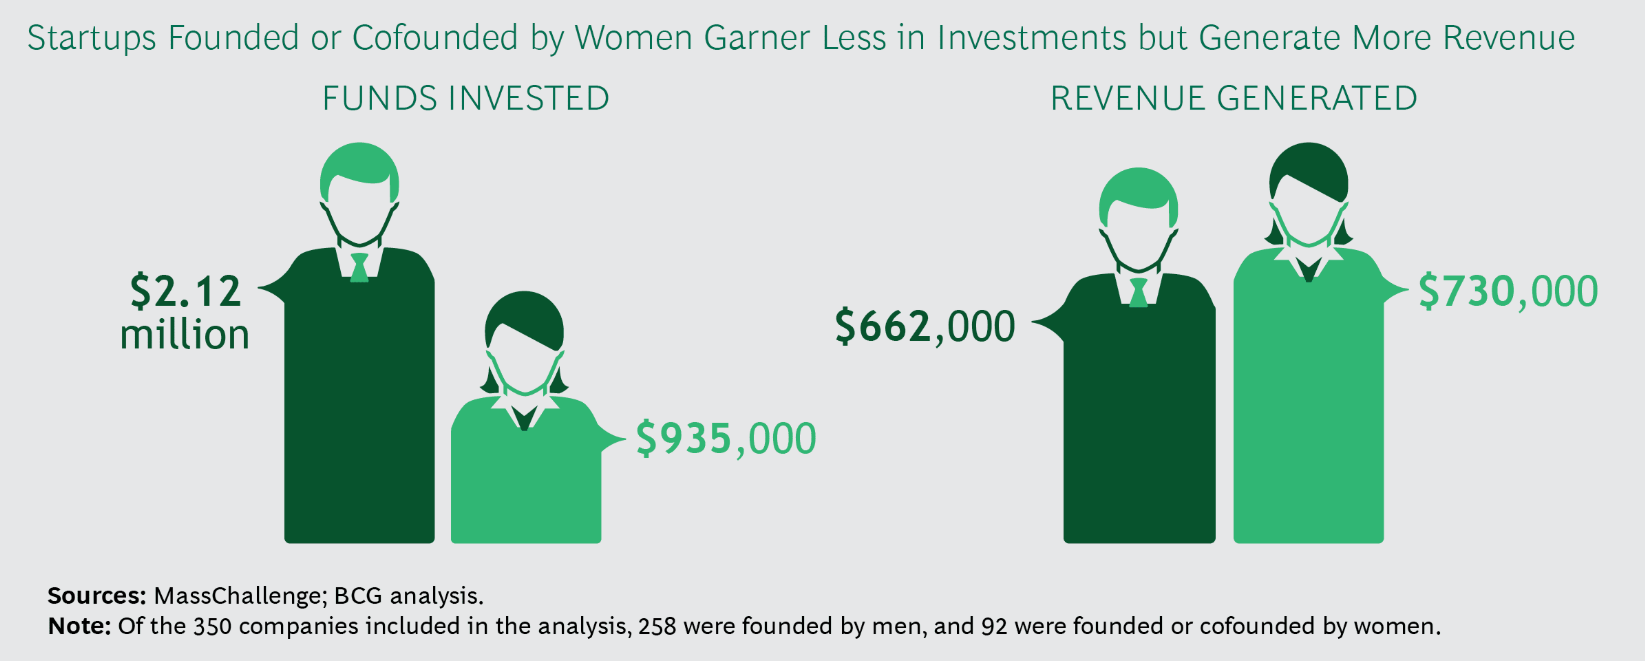 Startups Founded or Cofounded by Women Garner Less in Investments but Generate More Revenue
FUNDS INVESTED
$2.12
million
$935,000
REVENUE GENERATED
$662,000
$730,000
Sources: MassChallenge; BCG analysis.
Note: Of the 350 companies included in the analysis, 258 were founded by men, and 92 were founded or cofounded by women.